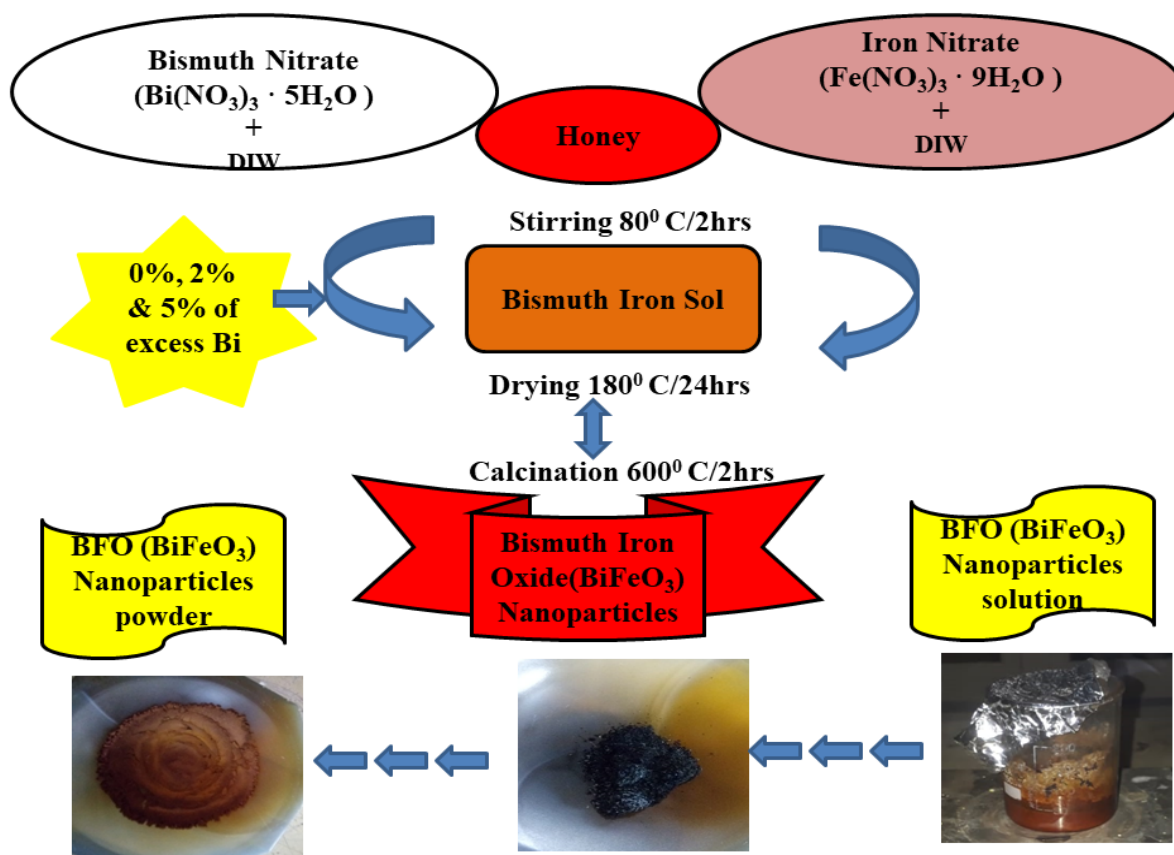 Bismuth Nitrate
(Bi(NO₃)₃ · 5H₂O )
+
DIW
Honey
Iron Nitrate
(Fe(NO₃)₃ · 9H₂O )
+
DIW
Stirring 80⁰ C/2hrs
0%, 2%
& 5% of
excess Bi
Bismuth Iron Sol
Drying 180⁰ C/24hrs
Calcination 600⁰ C/2hrs
BFO (BiFeO₃)
Nanoparticles
powder
Bismuth Iron
Oxide(BiFeO₃)
Nanoparticles
BFO (BiFeO₃)
Nanoparticles
solution